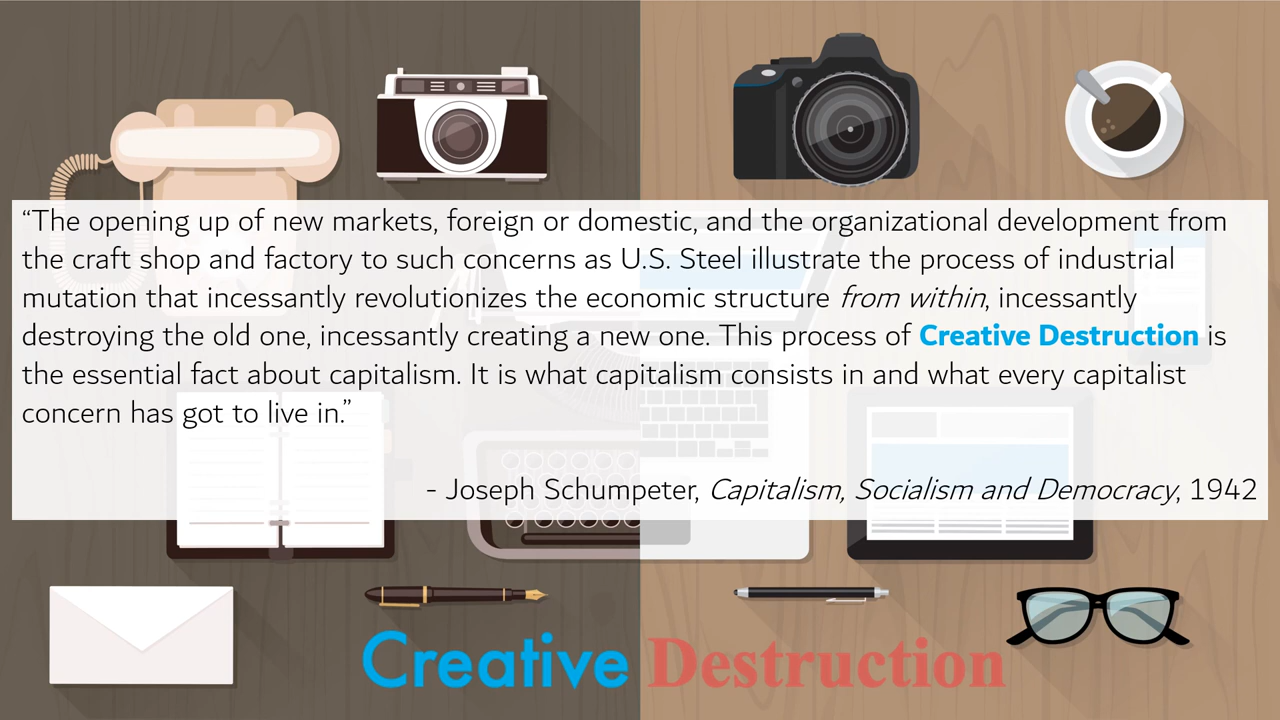 “The opening up of new markets, foreign or domestic, and the organizational development from
the craft shop and factory to such concerns as U.S. Steel illustrate the process of industrial
mutation that incessantly revolutionizes the economic structure from within, incessantly
destroying the old one, incessantly creating a new one. This process of Creative Destruction is
the essential fact about capitalism. It is what capitalism consists in and what every capitalist
concern has got to live in.”
- Joseph Schumpeter, Capitalism, Socialism and Democracy, 1942
Creative Destruction